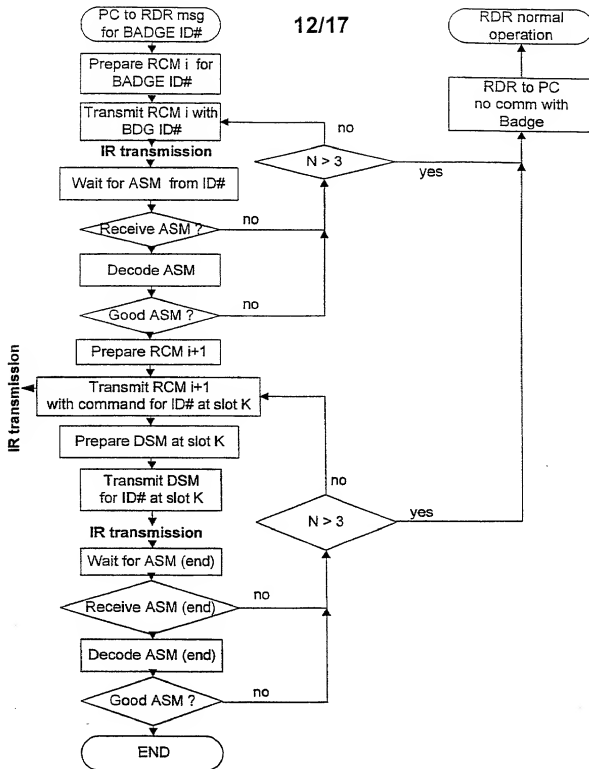 PC to RDR msg
for BADGE ID#
12/17
RDR normal
operation
Prepare RCM i for
BADGE ID#
RDR to PC
no comm with
Badge
Transmit RCM i with
BDG ID#
no
IR transmission
N > 3
yes
Wait for ASM from ID#
Receive ASM ?
no
Decode ASM
Good ASM ?
no
Prepare RCM i+1
IR transmission
Transmit RCM i+1
with command for ID# at slot K
Prepare DSM at slot K
no
Transmit DSM
for ID# at slot K
N > 3
yes
IR transmission
Wait for ASM (end)
Receive ASM (end)
no
Decode ASM (end)
Good ASM ?
no
END